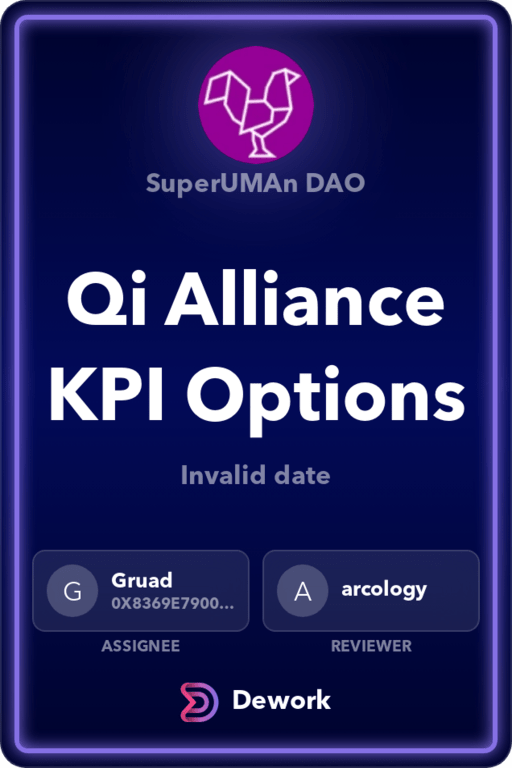 SuperUMAn DAO
Qi Alliance
KPI Options
Invalid date
G
Gruad
0X8369E7900...
A
arcology
ASSIGNEE
REVIEWER
Dework